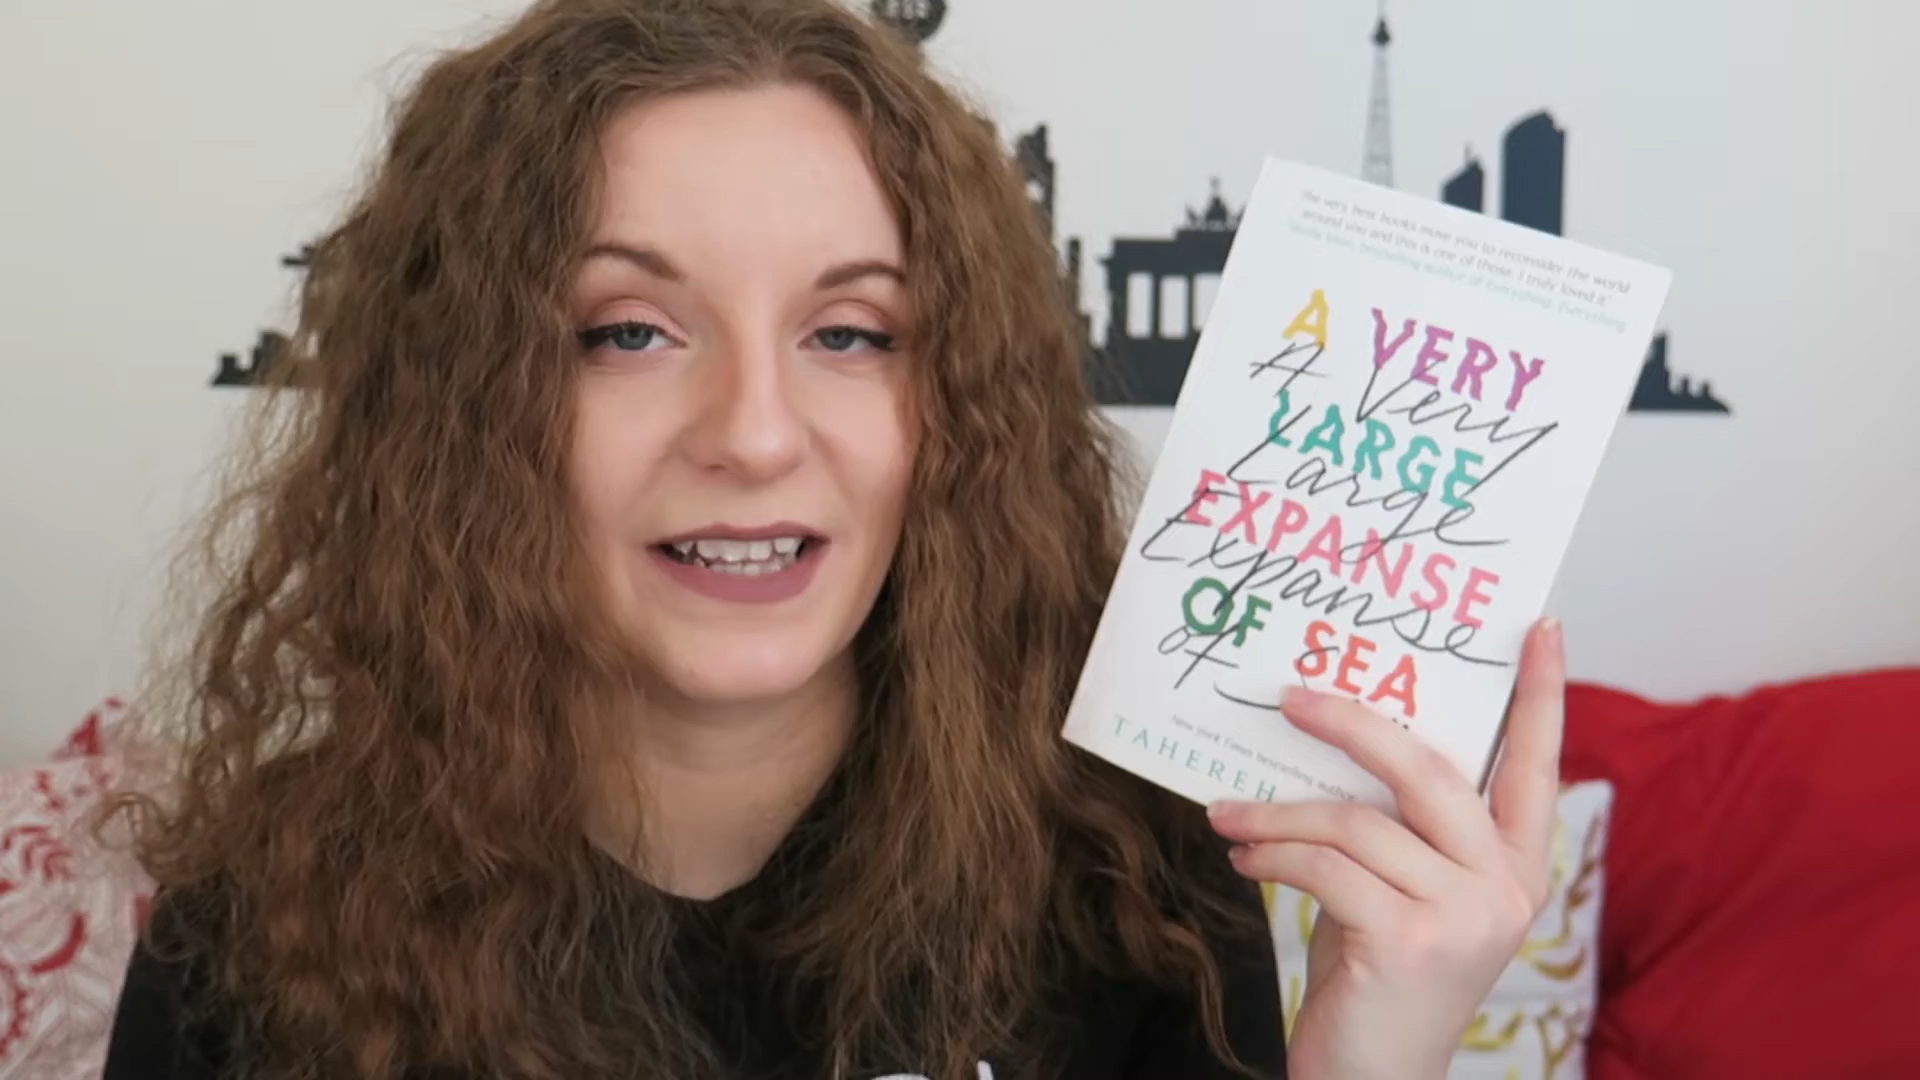 'The very best books move you to reconsider the world
around you and this is one of those. I truly loved it.'
Nicola Yoon, bestselling author of Everything, Everything
A VERY
A Very
LARGE
Large
EXPANSE
Expanse
OF SEA
of
New York Times bestselling author
TAHEREH